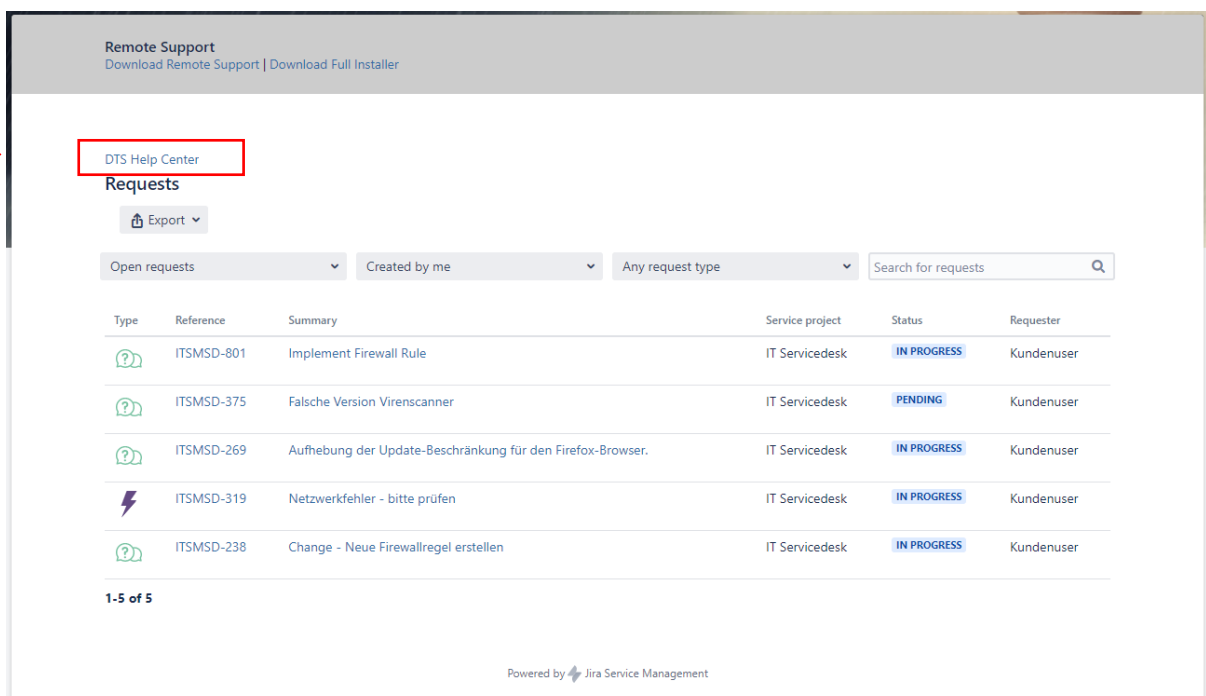 Remote Support
Download Remote Support | Download Full Installer
DTS Help Center
Requests
Export
Open requests Created by me Any request type Search for requests
Type Reference Summary Service project Status Requester
ITSMSD-801 Implement Firewall Rule IT Servicedesk IN PROGRESS Kundenuser
ITSMSD-375 Falsche Version Virenscanner IT Servicedesk PENDING Kundenuser
ITSMSD-269 Aufhebung der Update-Beschränkung für den Firefox-Browser. IT Servicedesk IN PROGRESS Kundenuser
ITSMSD-319 Netzwerkfehler - bitte prüfen IT Servicedesk IN PROGRESS Kundenuser
ITSMSD-238 Change - Neue Firewallregel erstellen IT Servicedesk IN PROGRESS Kundenuser
1-5 of 5
Powered by Jira Service Management